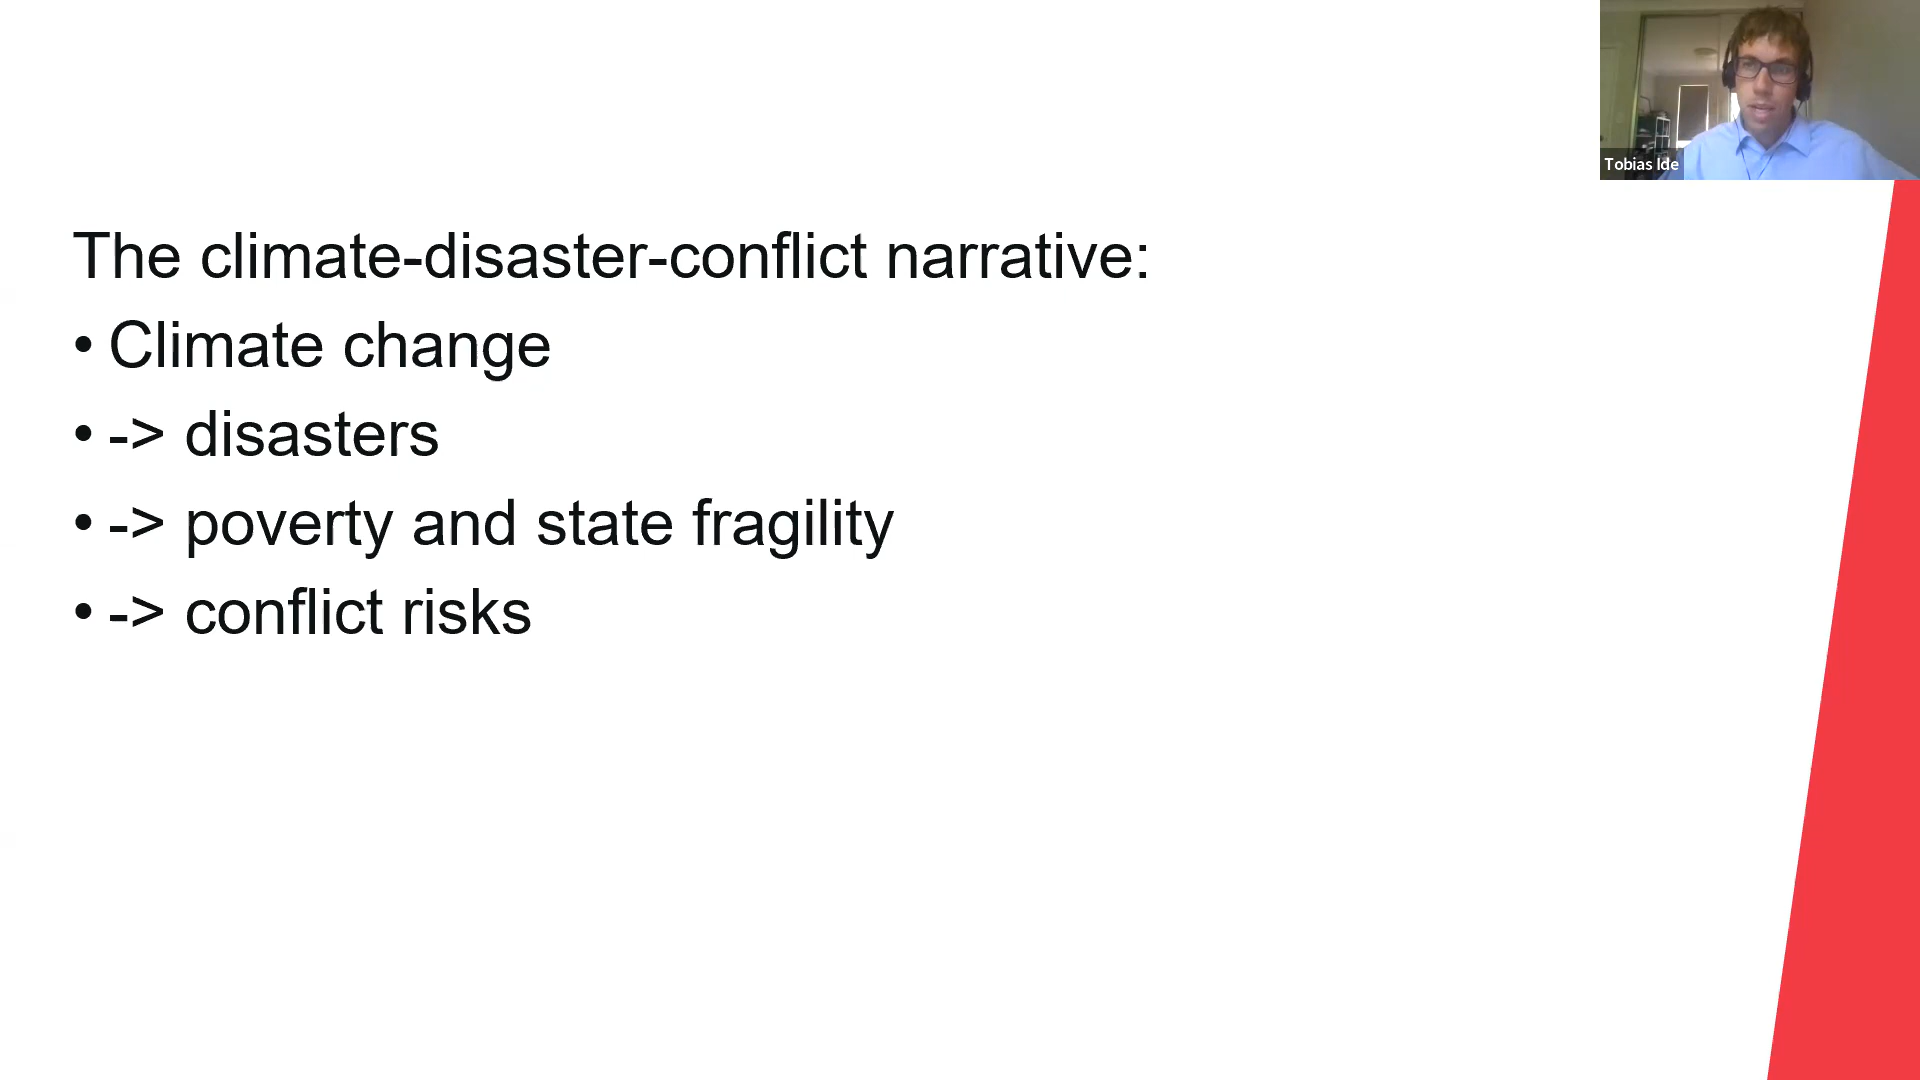 Tobias Ide
The climate-disaster-conflict narrative:
• Climate change
• -> disasters
• -> poverty and state fragility
• -> conflict risks